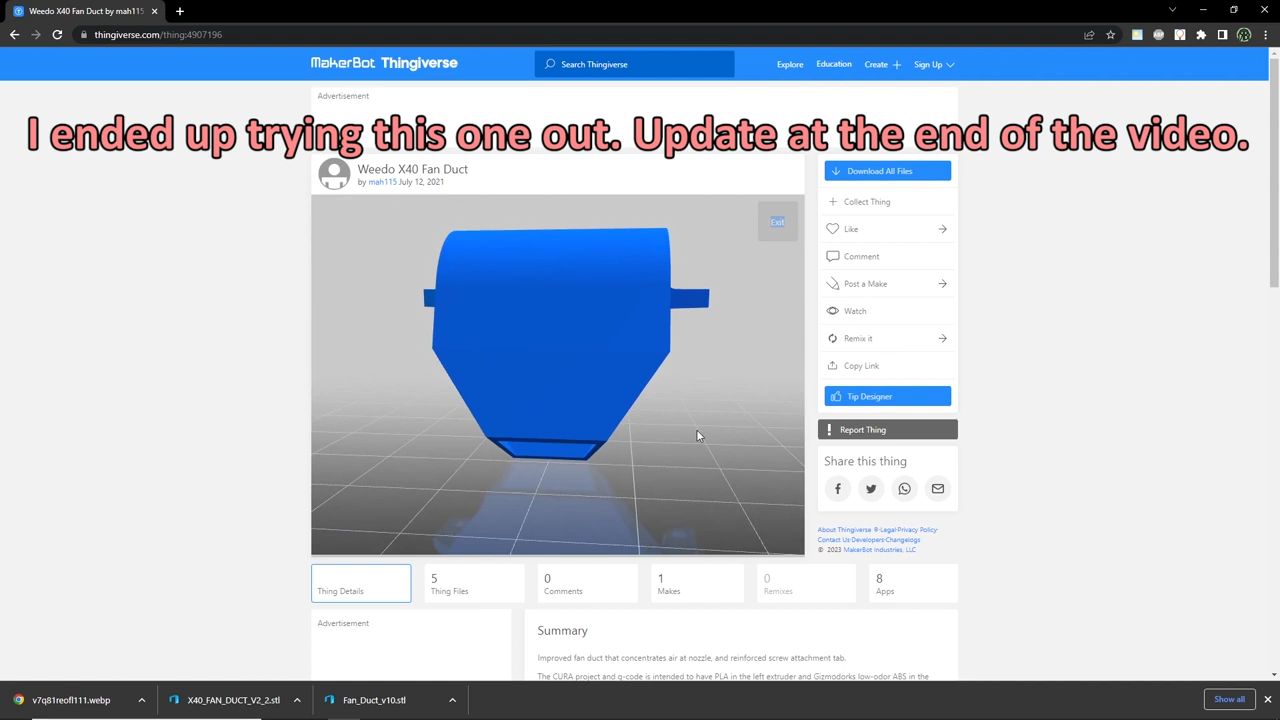 Weedo X40 Fan Duct by mah115
thingiverse.com/thing:4907196
MakerBot Thingiverse
Search Thingiverse
Explore
Education
Create
Sign Up
Advertisement
I ended up trying this one out. Update at the end of the video.
Weedo X40 Fan Duct
by mah115 July 12, 2021
Exit
Download All Files
Collect Thing
Like
Comment
Post a Make
Watch
Remix it
Copy Link
Tip Designer
Report Thing
Share this thing
About Thingiverse ®·Legal·Privacy Policy·
Contact Us·Developers·Changelogs
© 2023 MakerBot Industries, LLC
Thing Details
5
Thing Files
0
Comments
1
Makes
0
Remixes
8
Apps
Advertisement
Summary
Improved fan duct that concentrates air at nozzle, and reinforced screw attachment tab.
The CURA project and g-code is intended to have PLA in the left extruder and Gizmodorks low-odor ABS in the
v7q81reofl111.webp
X40_FAN_DUCT_V2_2.stl
Fan_Duct_v10.stl
Show all